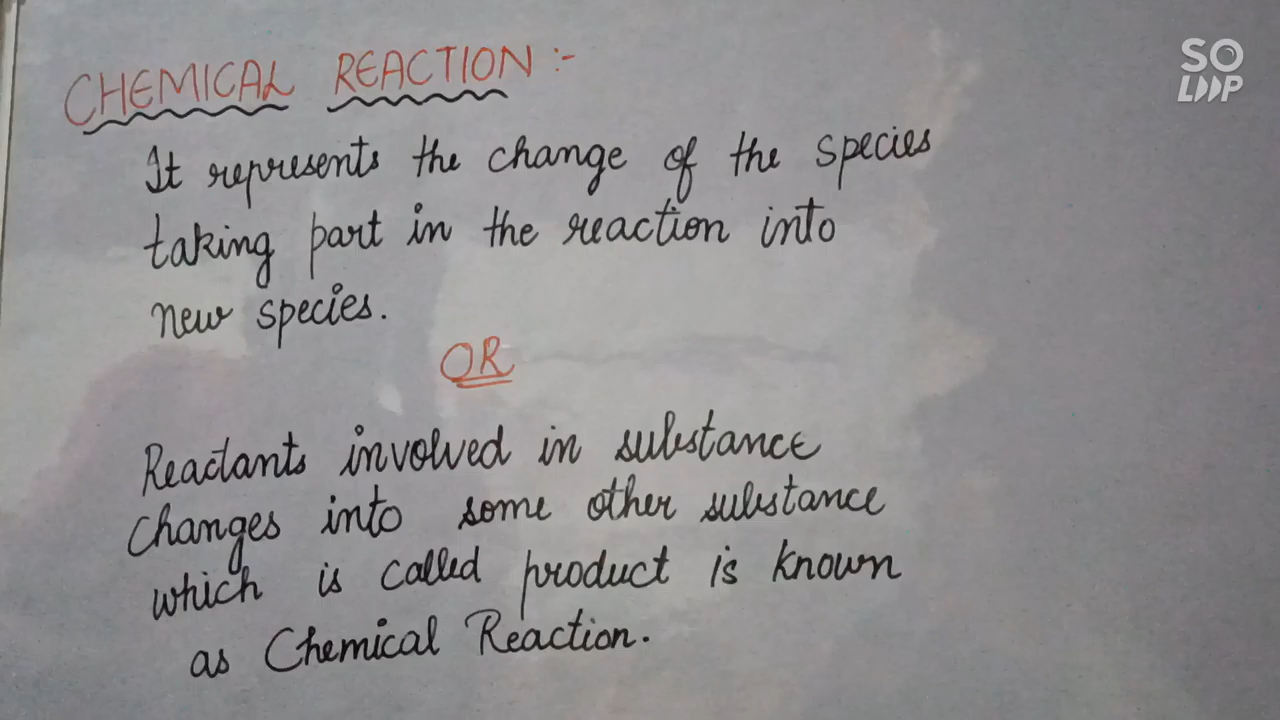 CHEMICAL REACTION :-
SO
LOOP
It represents the change of the species
taking part in the reaction into
new species.
OR
Reactants involved in substance
changes into some other substance
which is called product is known
as Chemical Reaction.